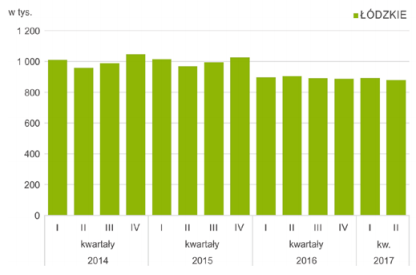 w tys.
ŁÓDZKIE
1 200
1 000
800
600
400
200
0
I II III IV I II III IV I II III IV I II
kwartały kwartały kwartały kw.
2014 2015 2016 2017